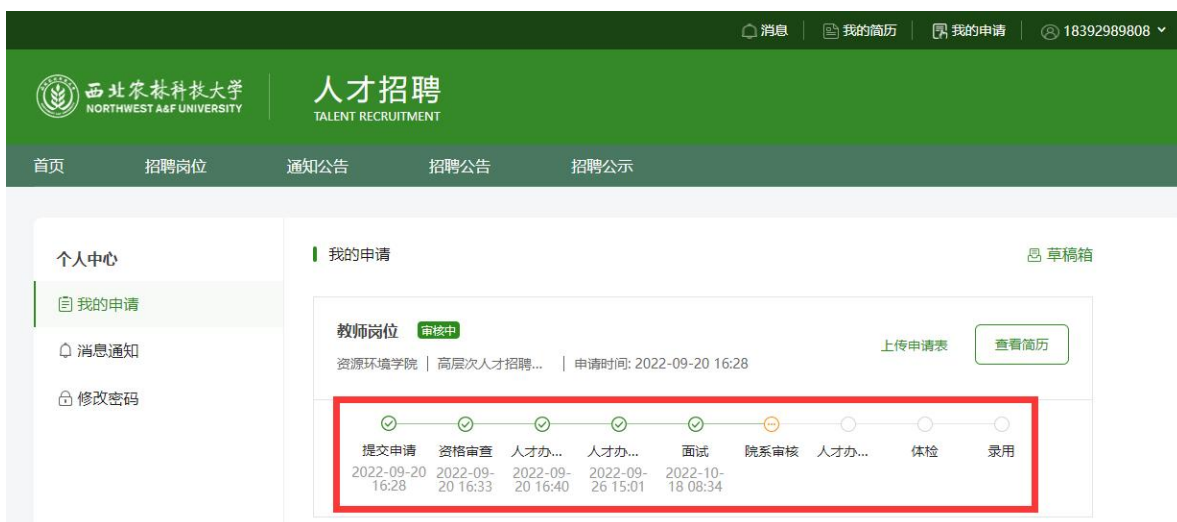 消息 我的简历 我的申请 18392989808
西北农林科技大学
NORTHWEST A&F UNIVERSITY
人才招聘
TALENT RECRUITMENT
首页 招聘岗位 通知公告 招聘公告 招聘公示
个人中心
我的申请
消息通知
修改密码
我的申请 草稿箱
教师岗位 审核中
资源环境学院 | 高层次人才招聘... | 申请时间: 2022-09-20 16:28
上传申请表 查看简历
提交申请 资格审查 人才办... 人才办... 面试 院系审核 人才办... 体检 录用
2022-09-20 2022-09- 2022-09- 2022-09- 2022-10-
16:28 20 16:33 20 16:40 26 15:01 18 08:34